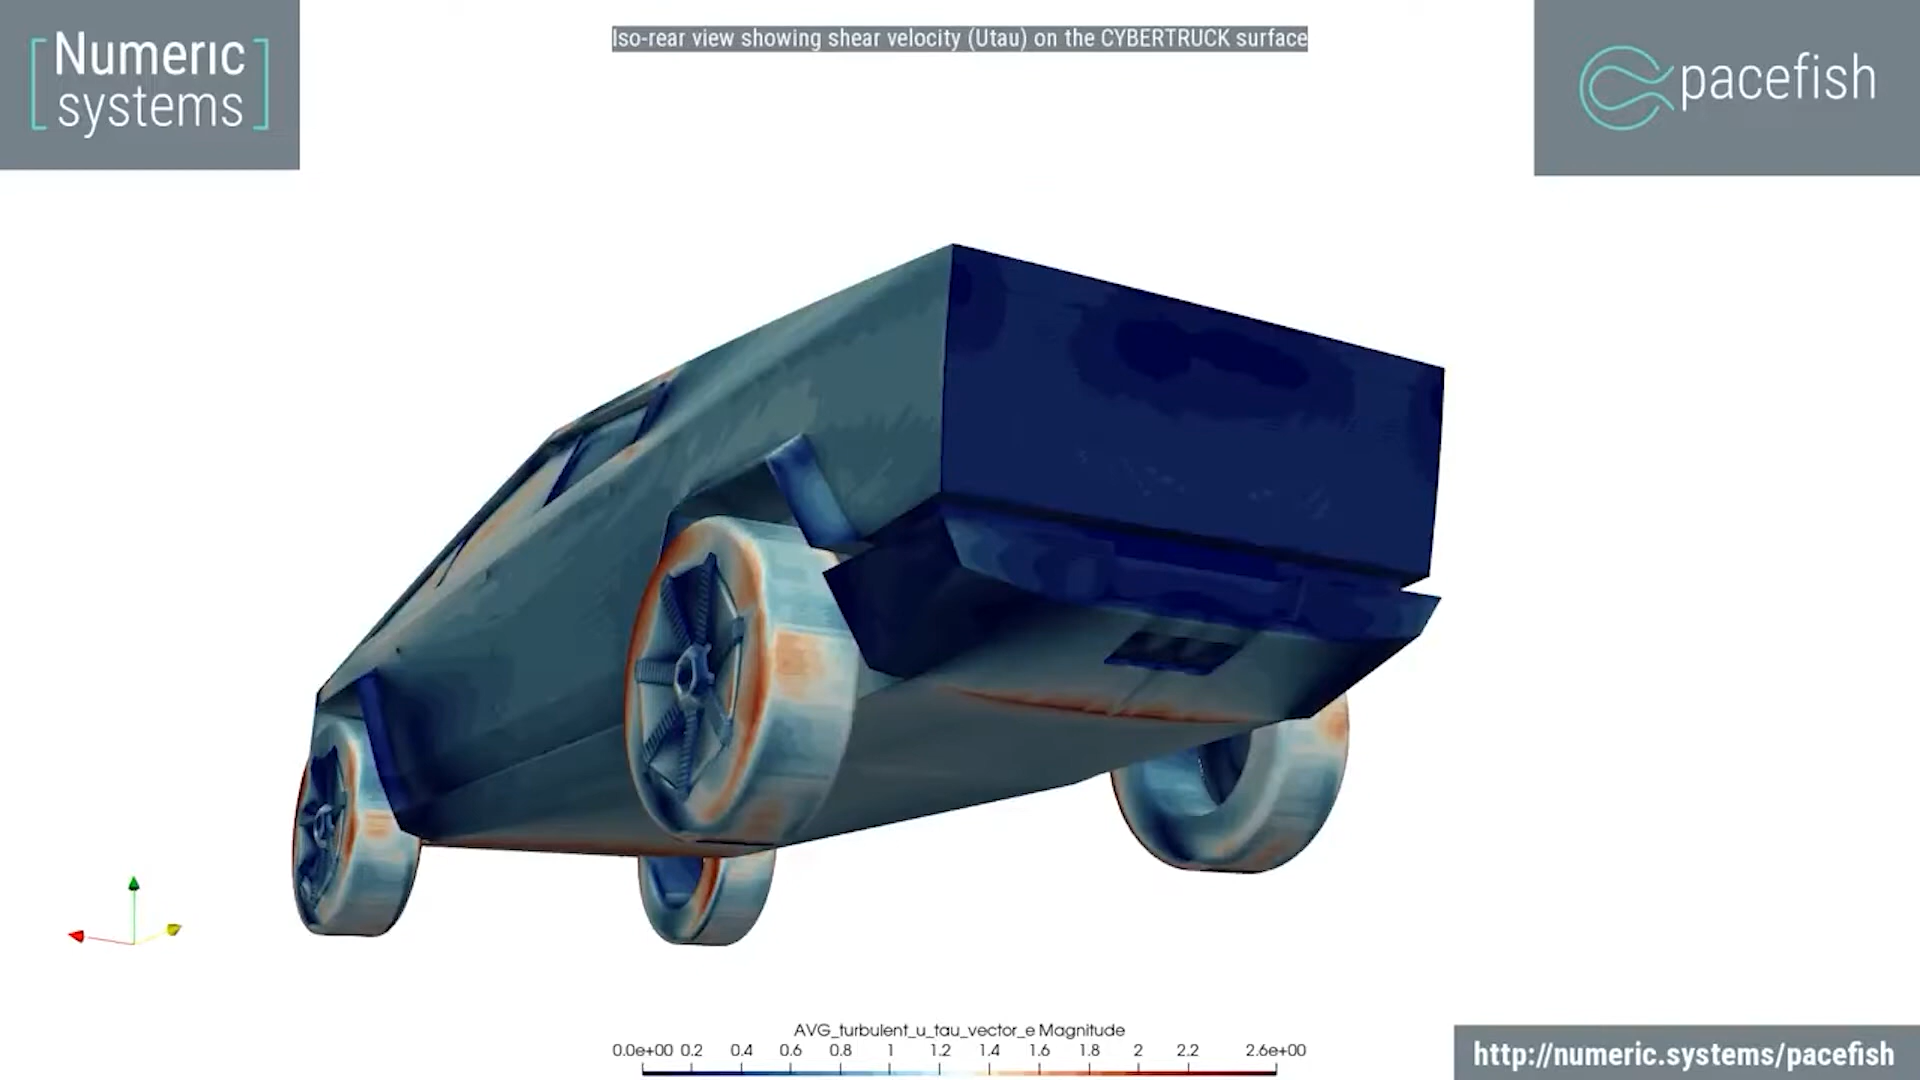 Numeric
systems
Iso-rear view showing shear velocity (Utau) on the CYBERTRUCK surface
pacefish
AVG_turbulent_u_tau_vector_e Magnitude
0.0e+00 0.2 0.4 0.6 0.8 1 1.2 1.4 1.6 1.8 2 2.2 2.6e+00
http://numeric.systems/pacefish